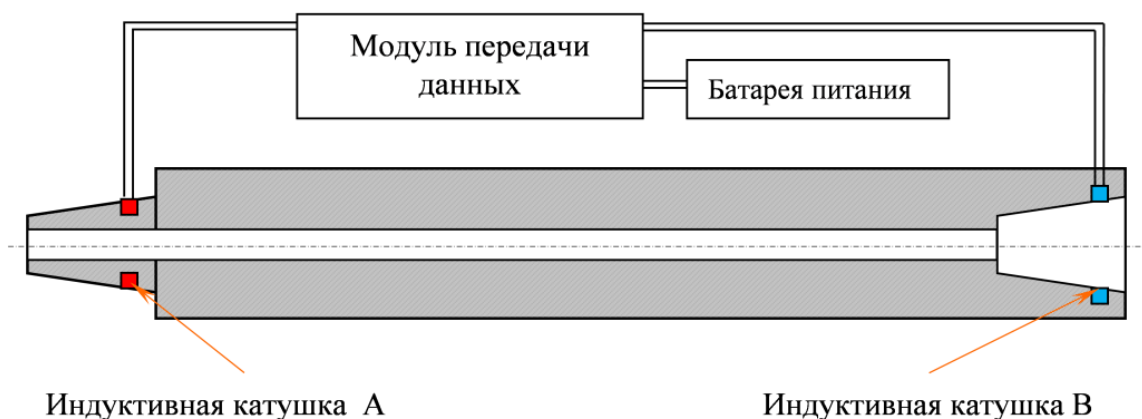 Модуль передачи
данных
Батарея питания
Индуктивная катушка А
Индуктивная катушка В